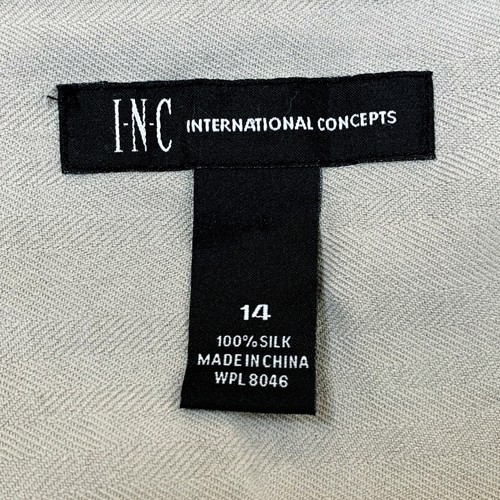 I-N-C INTERNATIONAL CONCEPTS
14
100% SILK
MADE IN CHINA
WPL 8046